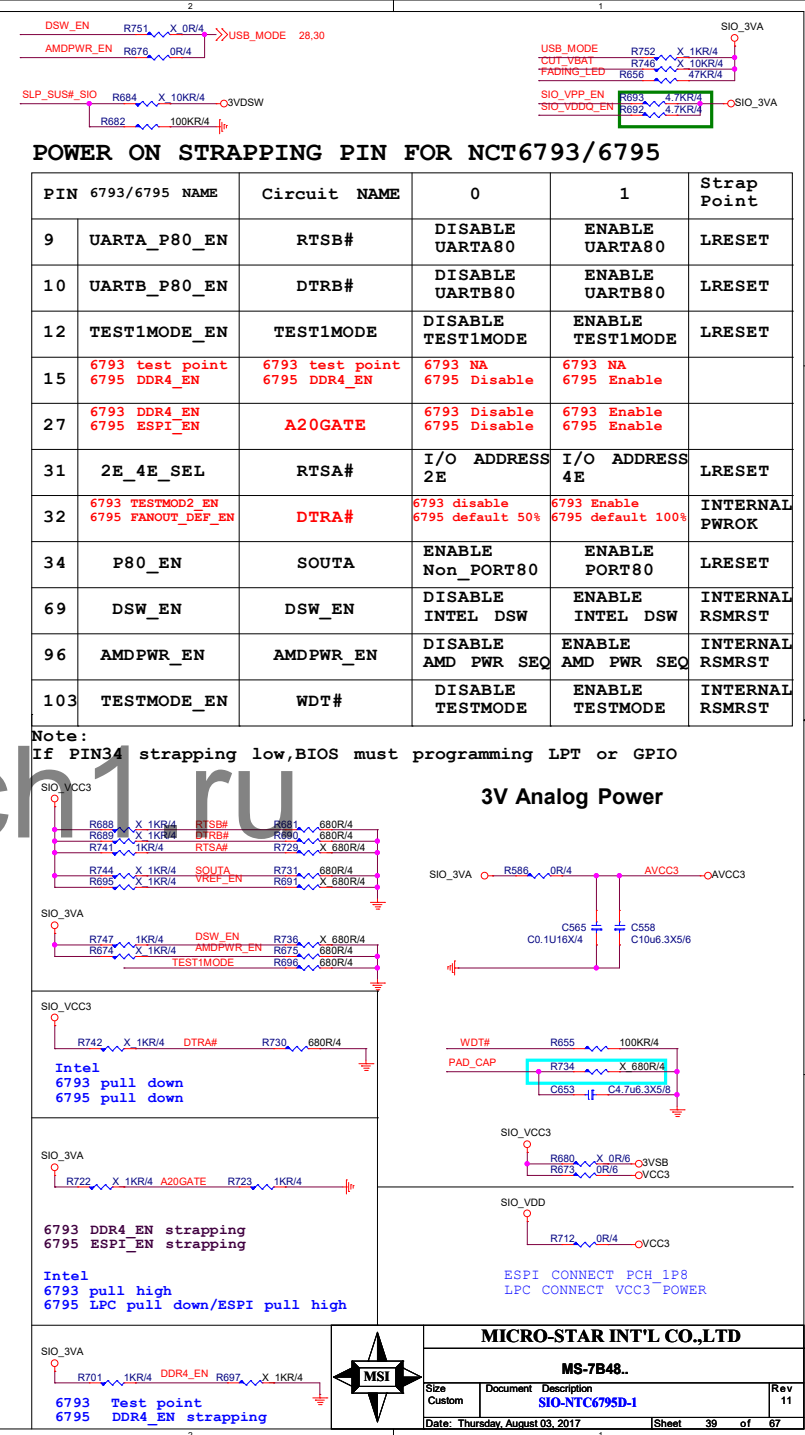 2 1
DSW_EN R751 X_0R/4 USB_MODE 28,30
AMDPWR_EN R676 0R/4
SIO_3VA
USB_MODE R752 X_1KR/4
CUT_VBAT R746 X_10KR/4
FADING_LED R656 47KR/4
SLP_SUS#_SIO R684 X_10KR/4 3VDSW
R682 100KR/4
SIO_VPP_EN R693 4.7KR/4 SIO_3VA
SIO_VDDQ_EN R692 4.7KR/4
POWER ON STRAPPING PIN FOR NCT6793/6795
PIN 6793/6795 NAME Circuit NAME 0 1 Strap Point
9 UARTA_P80_EN RTSB# DISABLE UARTA80 ENABLE UARTA80 LRESET
10 UARTB_P80_EN DTRB# DISABLE UARTB80 ENABLE UARTB80 LRESET
12 TEST1MODE_EN TEST1MODE DISABLE TEST1MODE ENABLE TEST1MODE LRESET
15 6793 test point 6795 DDR4_EN 6793 test point 6795 DDR4_EN 6793 NA 6795 Disable 6793 NA 6795 Enable
27 6793 DDR4_EN 6795 ESPI_EN A20GATE 6793 Disable 6795 Disable 6793 Enable 6795 Enable
31 2E_4E_SEL RTSA# I/O ADDRESS 2E I/O ADDRESS 4E LRESET
32 6793 TESTMOD2_EN 6795 FANOUT_DEF_EN DTRA# 6793 disable 6795 default 50% 6793 Enable 6795 default 100% INTERNAL PWROK
34 P80_EN SOUTA ENABLE Non_PORT80 ENABLE PORT80 LRESET
69 DSW_EN DSW_EN DISABLE INTEL DSW ENABLE INTEL DSW INTERNAL RSMRST
96 AMDPWR_EN AMDPWR_EN DISABLE AMD PWR SEQ ENABLE AMD PWR SEQ INTERNAL RSMRST
103 TESTMODE_EN WDT# DISABLE TESTMODE ENABLE TESTMODE INTERNAL RSMRST
Note:
If PIN34 strapping low,BIOS must programming LPT or GPIO
ch1.ru
SIO_VCC3
R688 X_1KR/4 RTSB# R681 680R/4
R689 X_1KR/4 DTRB# R690 680R/4
R741 1KR/4 RTSA# R729 X_680R/4
R744 X_1KR/4 SOUTA R731 680R/4
R695 X_1KR/4 VREF_EN R691 X_680R/4
SIO_3VA
R747 1KR/4 DSW_EN R736 X_680R/4
R674 X_1KR/4 AMDPWR_EN R675 680R/4
TEST1MODE R696 680R/4
3V Analog Power
SIO_3VA R586 0R/4 AVCC3 AVCC3
C565 C558
C0.1U16X/4 C10u6.3X5/6
SIO_VCC3
R742 X_1KR/4 DTRA# R730 680R/4
Intel
6793 pull down
6795 pull down
WDT# R655 100KR/4
PAD_CAP R734 X_680R/4
C653 C4.7u6.3X5/8
SIO_VCC3
R680 X_0R/6 3VSB
R673 0R/6 VCC3
SIO_3VA
R722 X_1KR/4 A20GATE R723 1KR/4
6793 DDR4_EN strapping
6795 ESPI_EN strapping
Intel
6793 pull high
6795 LPC pull down/ESPI pull high
SIO_VDD
R712 0R/4 VCC3
ESPI CONNECT PCH_1P8
LPC CONNECT VCC3 POWER
SIO_3VA
R701 1KR/4 DDR4_EN R697 X_1KR/4
6793 Test point
6795 DDR4_EN strapping
MSI
MICRO-STAR INT'L CO.,LTD
MS-7B48..
Size Document Description Rev
Custom SIO-NTC6795D-1 11
Date: Thursday, August 03, 2017 Sheet 39 of 67
2 1